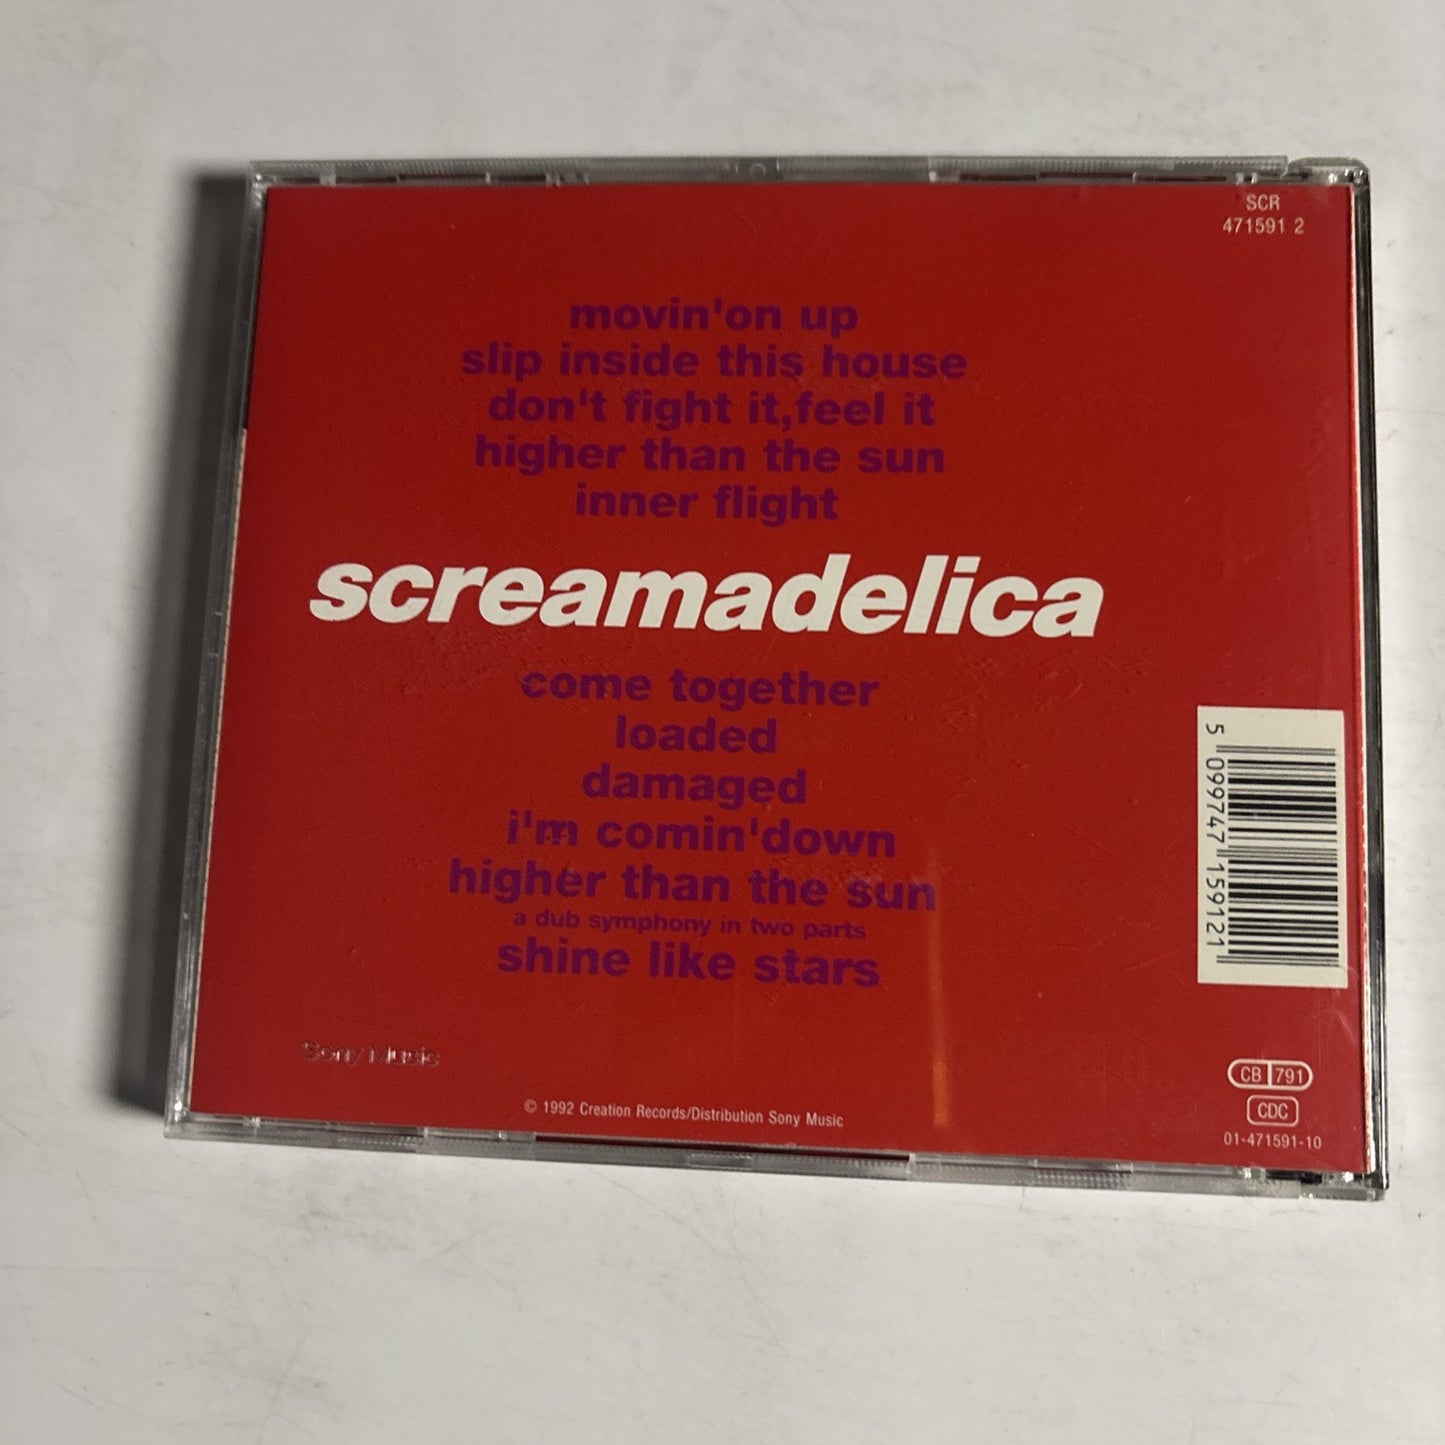 SCR
471591 2
movin'on up
slip inside this house
don't fight it,feel it
higher than the sun
inner flight
screamadelica
come together
loaded
damaged
i'm comin'down
higher than the sun
a dub symphony in two parts
shine like stars
5 099747 159121
Sony Music
© 1992 Creation Records/Distribution Sony Music
CB 791
CDC
01-471591-10